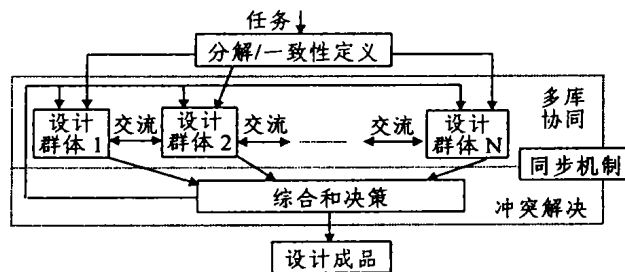 任务
分解/一致性定义
多库
协同
设计
群体 1
交流
设计
群体 2
交流
……
交流
设计
群体 N
同步机制
综合和决策
冲突解决
设计成品